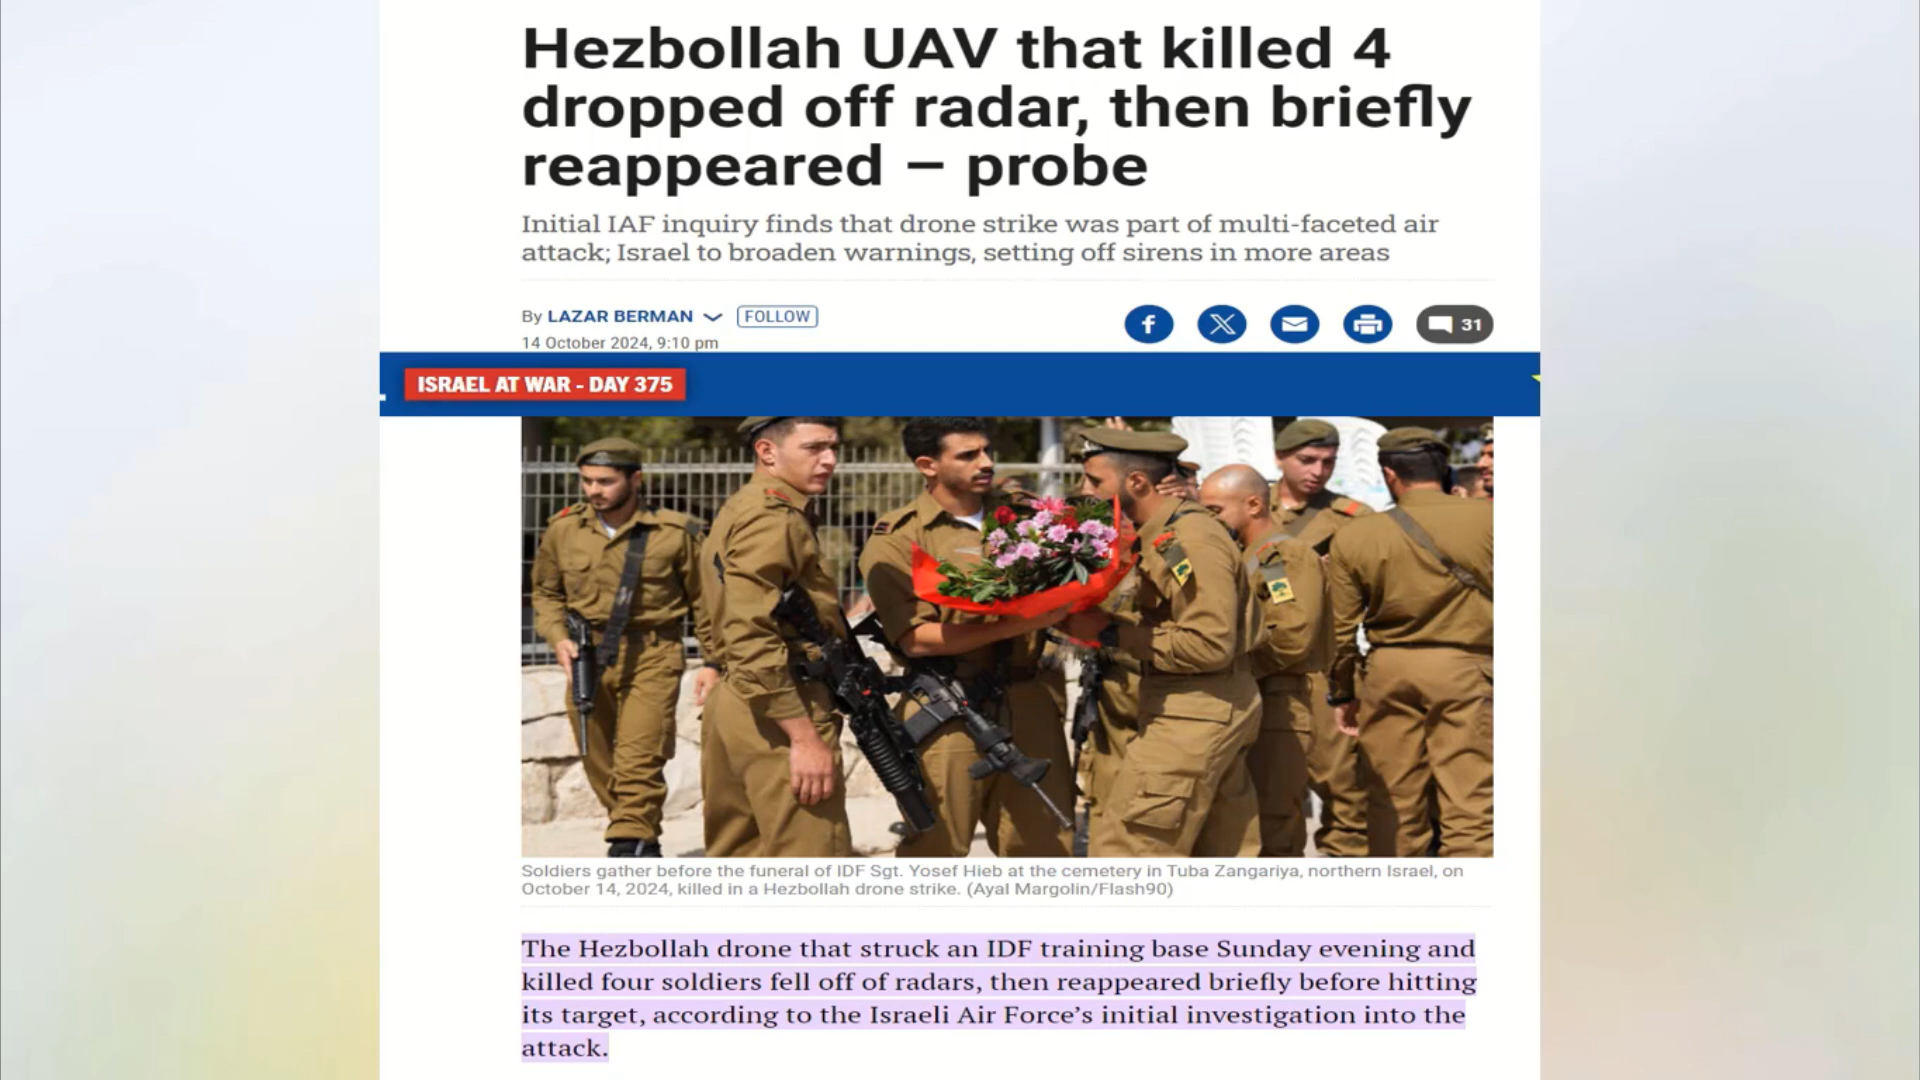 Hezbollah UAV that killed 4
dropped off radar, then briefly
reappeared – probe
Initial IAF inquiry finds that drone strike was part of multi-faceted air
attack; Israel to broaden warnings, setting off sirens in more areas
By LAZAR BERMAN FOLLOW
14 October 2024, 9:10 pm
31
ISRAEL AT WAR - DAY 375
Soldiers gather before the funeral of IDF Sgt. Yosef Hieb at the cemetery in Tuba Zangariya, northern Israel, on
October 14, 2024, killed in a Hezbollah drone strike. (Ayal Margolin/Flash90)
The Hezbollah drone that struck an IDF training base Sunday evening and
killed four soldiers fell off of radars, then reappeared briefly before hitting
its target, according to the Israeli Air Force’s initial investigation into the
attack.